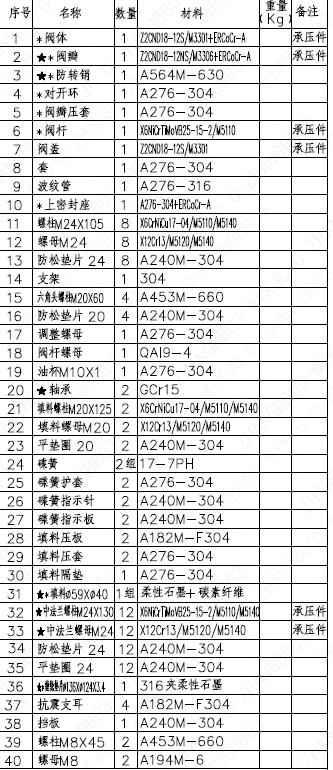 序号 名称 数量 材料 重量(Kg) 备注
1 *阀体 1 Z2CND18-12S/M3301+ERCoCr-A 承压件
2 ★*阀瓣 1 Z2CND18-12NS/M3306+ERCoCr-A 承压件
3 ★*防转销 1 A564M-630
4 *对开环 1 A276-304
5 *阀瓣压套 1 A276-304
6 *阀杆 1 X6NiCrTiMoVB25-15-2/M5110 承压件
7 阀盖 1 Z2CND18-12S/M3301 承压件
8 套 1 A276-304
9 波纹管 1 A276-316
10 *上密封座 1 A276-304+ERCoCr-A
11 螺柱M24X105 8 X6CrNiCu17-04/M5110/M5140
12 螺母M24 8 X12Cr13/M5120/M5140
13 防松垫片 24 8 A240M-304
14 支架 1 304
15 六角头螺栓M20X60 4 A453M-660
16 防松垫片 20 4 A240M-304
17 调整螺母 1 A276-304
18 阀杆螺母 1 QAl9-4
19 油杯M10X1 1 A276-304
20 ★轴承 2 GCr15
21 填料螺柱M20X125 2 X6CrNiCu17-04/M5110/M5140
22 填料螺母M20 2 X12Cr13/M5120/M5140
23 平垫圈 20 2 A240M-304
24 碟簧 2组 17-7PH
25 碟簧护套 2 A276-304
26 碟簧指示针 2 A240M-304
27 碟簧指示板 2 A240M-304
28 填料压板 2 A182M-F304
29 填料压套 2 A276-304
30 填料隔垫 1 A276-304
31 ★*填料ø59Xø40 1组 柔性石墨+碳素纤维
32 ★中法兰螺柱M24X130 12 X6NiCrTiMoVB25-15-2/M5110/M5140 承压件
33 ★中法兰螺母M24 12 X12Cr13/M5120/M5140 承压件
34 防松垫片 24 12 A240M-304
35 平垫圈 24 12 A240M-304
36 ø136Xø124X3.4 1 316夹柔性石墨
37 抗震支耳 4 A182M-F304
38 挡板 1 A240M-304
39 螺柱M8X45 2 A453M-660
40 螺母M8 2 A194M-6